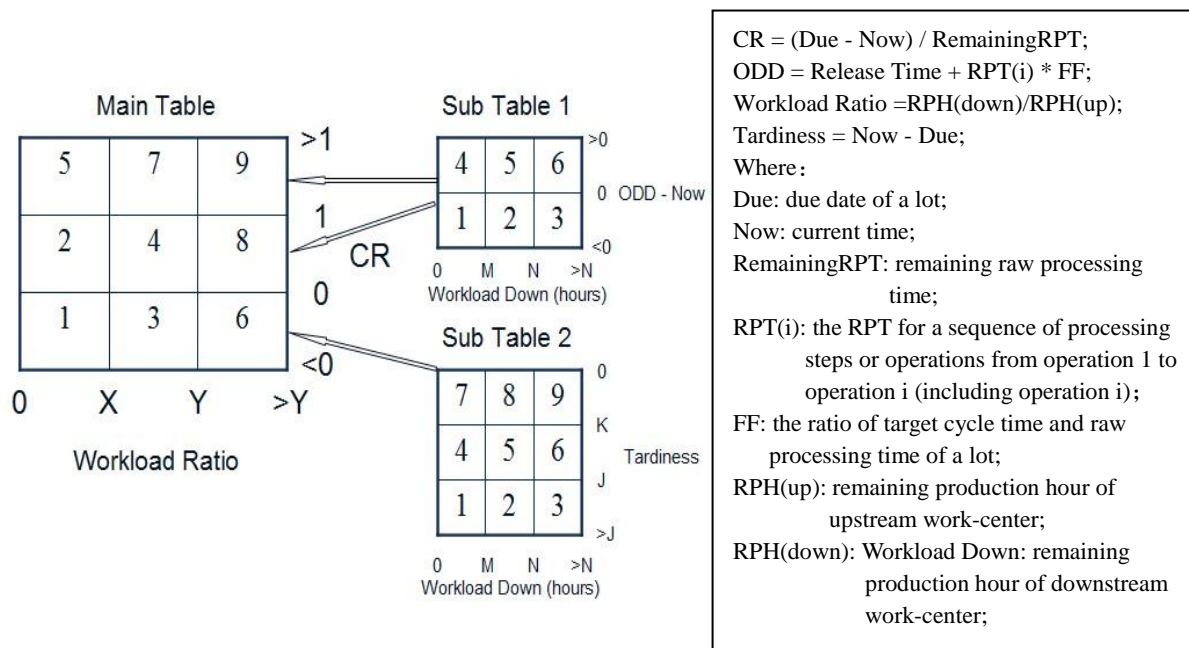 Main Table
5 7 9
2 4 8
1 3 6
>1
1
0
<0
CR
0 X Y >Y
Workload Ratio
Sub Table 1
4 5 6
1 2 3
>0
0 ODD - Now
<0
0 M N >N
Workload Down (hours)
Sub Table 2
7 8 9
4 5 6
1 2 3
0
K
Tardiness
J
>J
0 M N >N
Workload Down (hours)
CR = (Due - Now) / RemainingRPT;
ODD = Release Time + RPT(i) * FF;
Workload Ratio =RPH(down)/RPH(up);
Tardiness = Now - Due;
Where：
Due: due date of a lot;
Now: current time;
RemainingRPT: remaining raw processing
time;
RPT(i): the RPT for a sequence of processing
steps or operations from operation 1 to
operation i (including operation i)；
FF: the ratio of target cycle time and raw
processing time of a lot;
RPH(up): remaining production hour of
upstream work-center;
RPH(down): Workload Down: remaining
production hour of downstream
work-center;